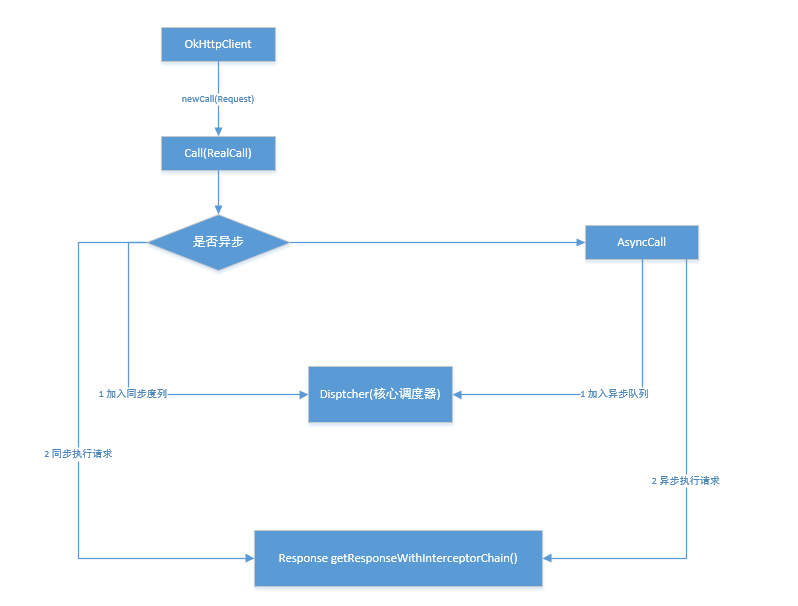 OkHttpClient
newCall(Request)
Call(RealCall)
是否异步
AsyncCall
1 加入同步度列
Disptcher(核心调度器)
1 加入异步队列
2 同步执行请求
2 异步执行请求
Response getResponseWithInterceptorChain()